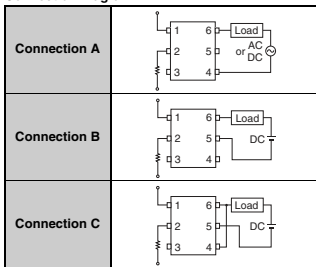 Connection A
1 6 Load
2 5 or AC
DC
3 4
Connection B
1 6 Load
2 5 DC
3 4
Connection C
1 6 Load
2 5 DC
3 4